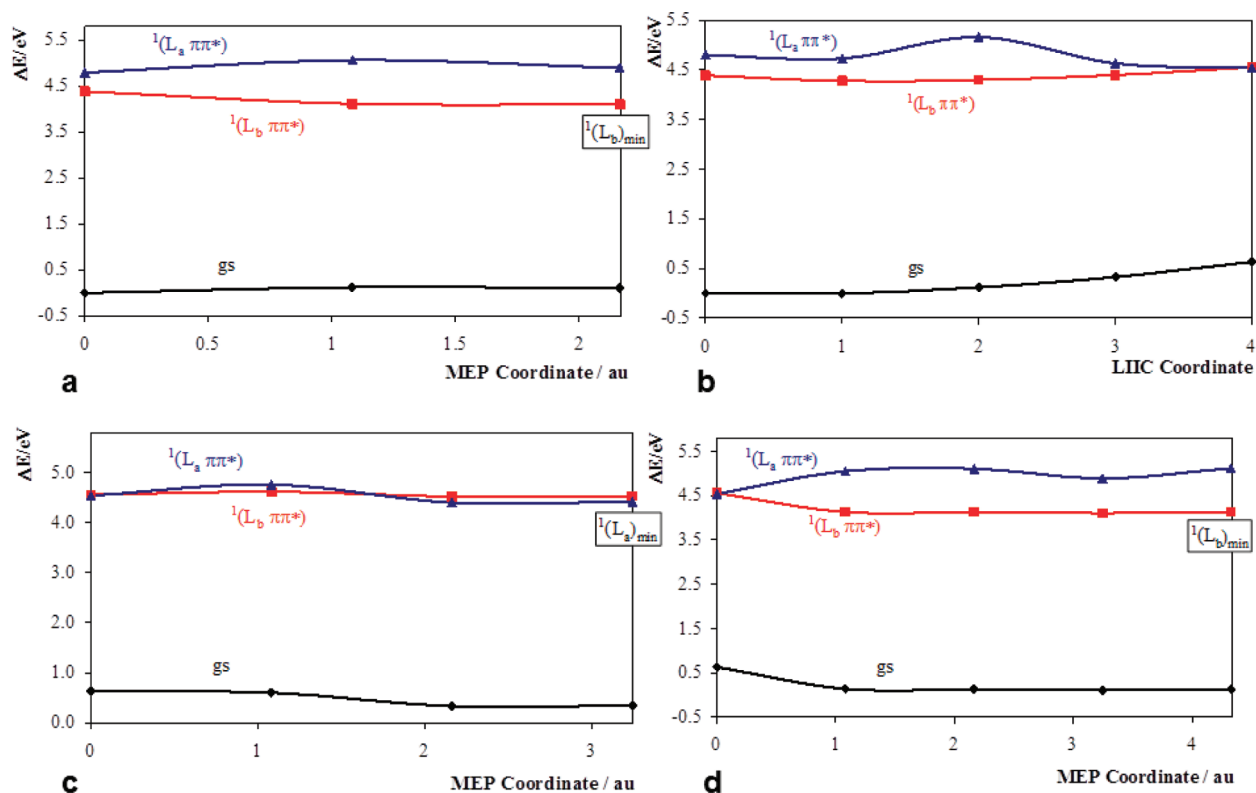 ΔE/eV
5.5
4.5
3.5
2.5
1.5
0.5
-0.5
¹(Lₐ ππ*)
¹(L_b ππ*)
¹(L_b)min
gs
0
0.5
1
1.5
2
MEP Coordinate / au
a
ΔE/eV
5.5
4.5
3.5
2.5
1.5
0.5
-0.5
¹(Lₐ ππ*)
¹(L_b ππ*)
gs
0
1
2
3
4
LIIC Coordinate
b
ΔE/eV
5.0
4.0
3.0
2.0
1.0
0.0
¹(Lₐ ππ*)
¹(L_b ππ*)
¹(Lₐ)min
gs
0
1
2
3
MEP Coordinate / au
c
ΔE/eV
5.5
4.5
3.5
2.5
1.5
0.5
-0.5
¹(Lₐ ππ*)
¹(L_b ππ*)
¹(L_b)min
gs
0
1
2
3
4
MEP Coordinate / au
d